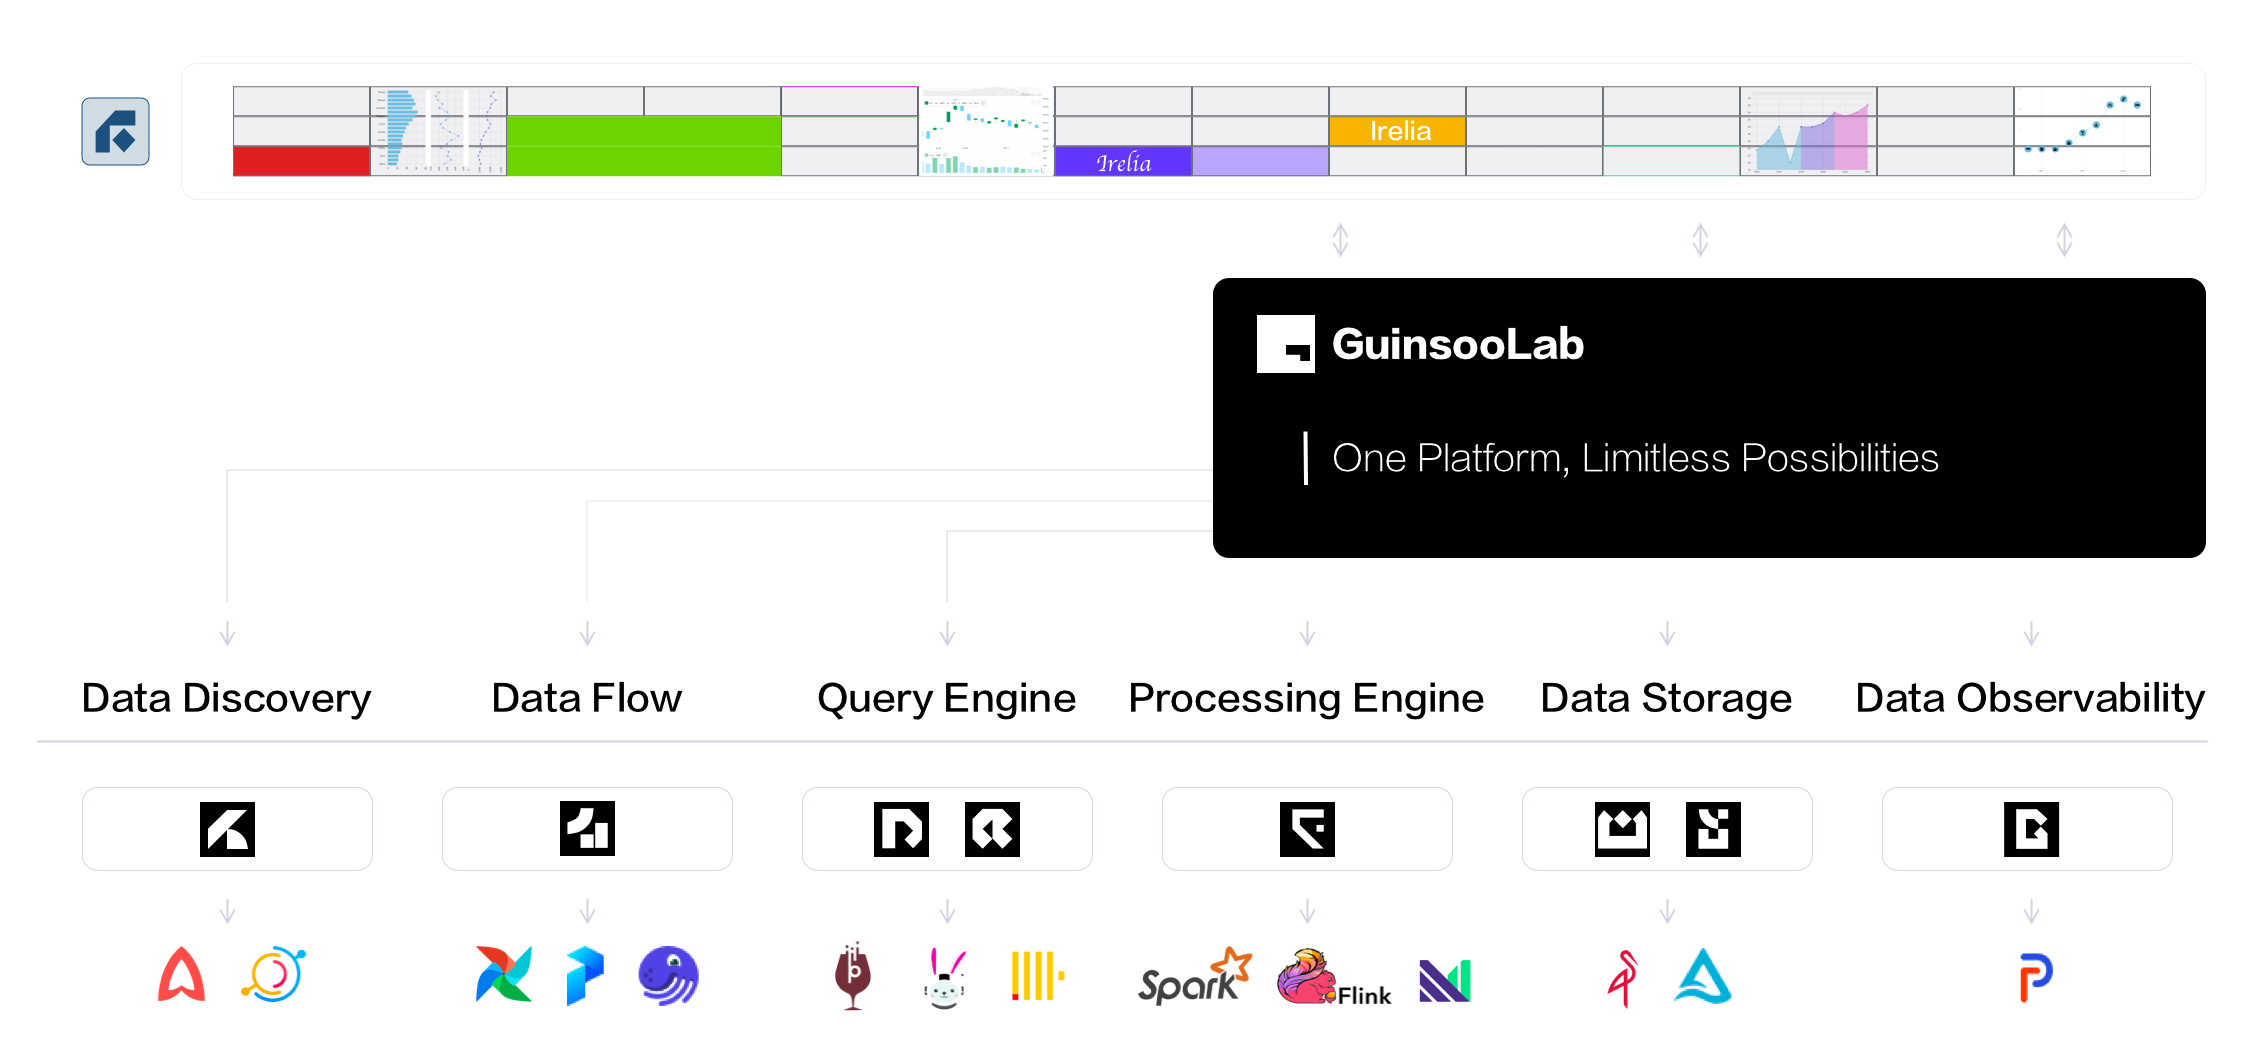 Irelia
Irelia
GuinsooLab
One Platform, Limitless Possibilities
Data Discovery
Data Flow
Query Engine
Processing Engine
Data Storage
Data Observability
Spark
Flink